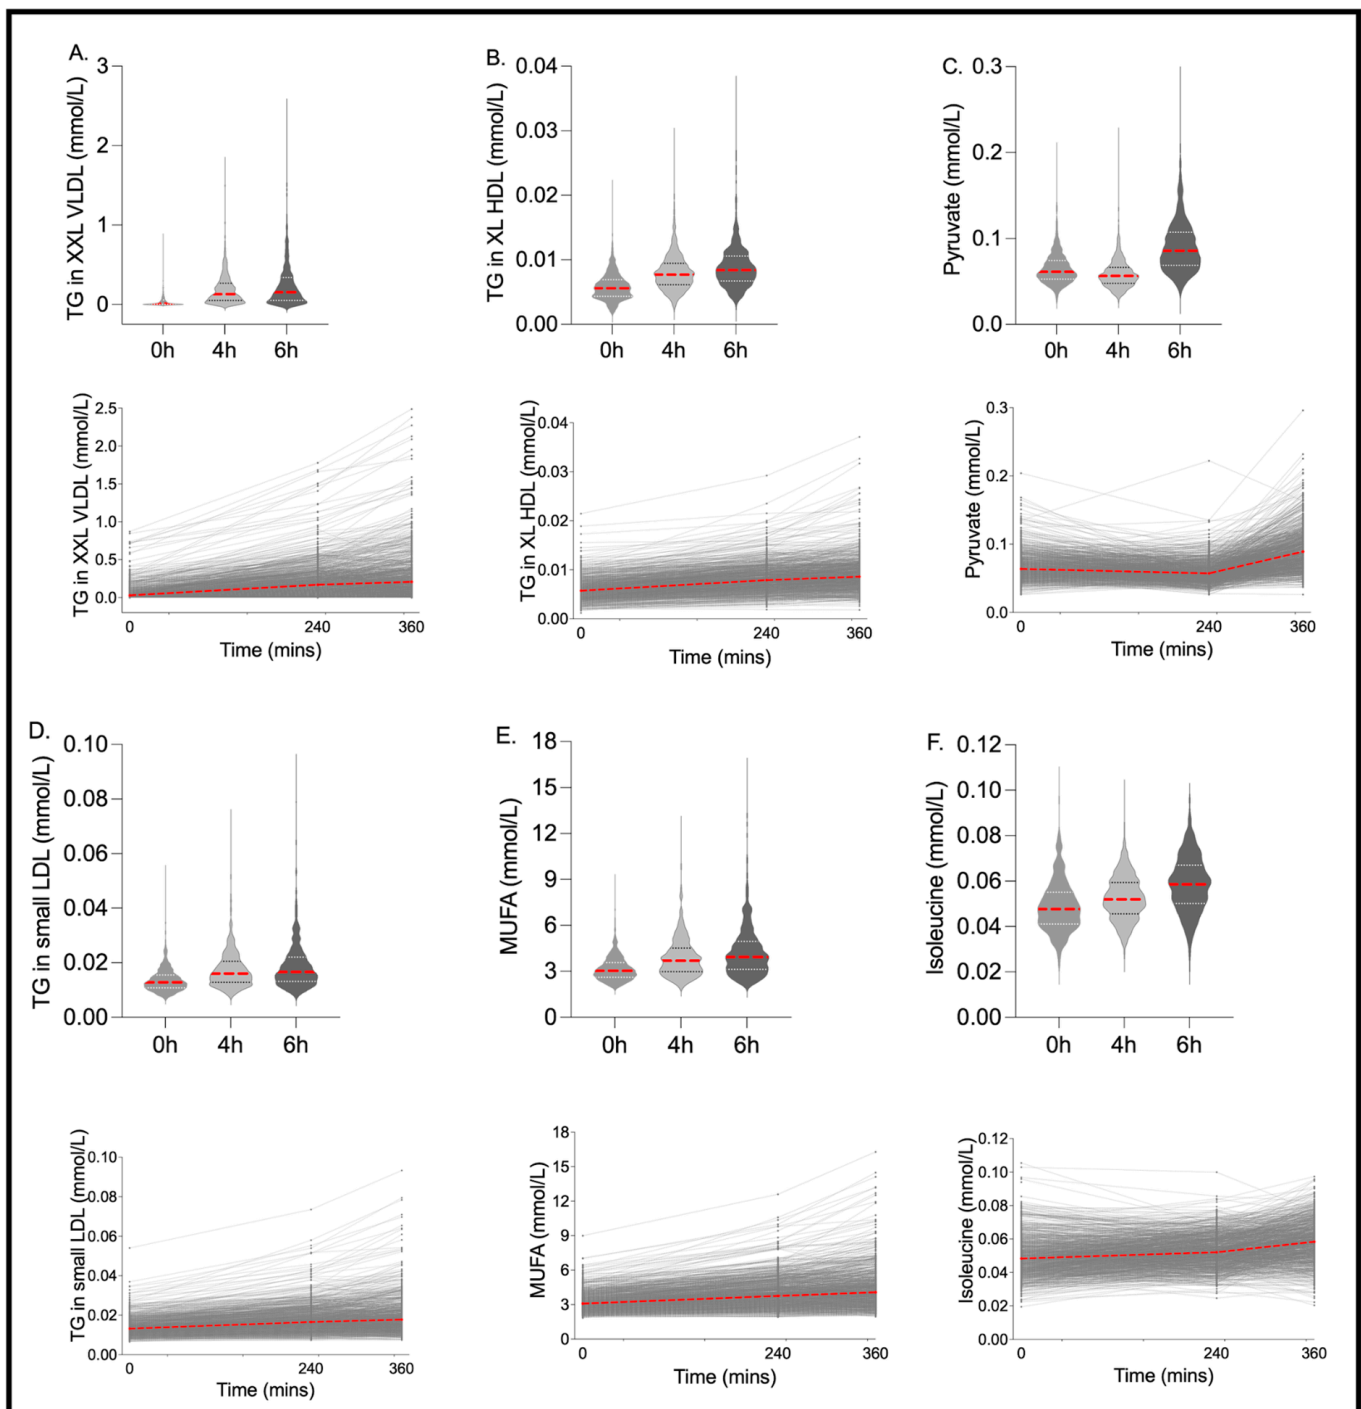 A.
TG in XXL VLDL (mmol/L)
3
2
1
0
0h 4h 6h
B.
TG in XL HDL (mmol/L)
0.04
0.03
0.02
0.01
0.00
0h 4h 6h
C.
Pyruvate (mmol/L)
0.3
0.2
0.1
0.0
0h 4h 6h
TG in XXL VLDL (mmol/L)
2.5
2.0
1.5
1.0
0.5
0.0
0 240 360
Time (mins)
TG in XL HDL (mmol/L)
0.04
0.03
0.02
0.01
0.00
0 240 360
Time (mins)
Pyruvate (mmol/L)
0.3
0.2
0.1
0.0
0 240 360
Time (mins)
D.
TG in small LDL (mmol/L)
0.10
0.08
0.06
0.04
0.02
0.00
0h 4h 6h
E.
MUFA (mmol/L)
18
15
12
9
6
3
0
0h 4h 6h
F.
Isoleucine (mmol/L)
0.12
0.10
0.08
0.06
0.04
0.02
0.00
0h 4h 6h
TG in small LDL (mmol/L)
0.10
0.08
0.06
0.04
0.02
0.00
0 240 360
Time (mins)
MUFA (mmol/L)
18
15
12
9
6
3
0
0 240 360
Time (mins)
Isoleucine (mmol/L)
0.12
0.10
0.08
0.06
0.04
0.02
0.00
0 240 360
Time (mins)